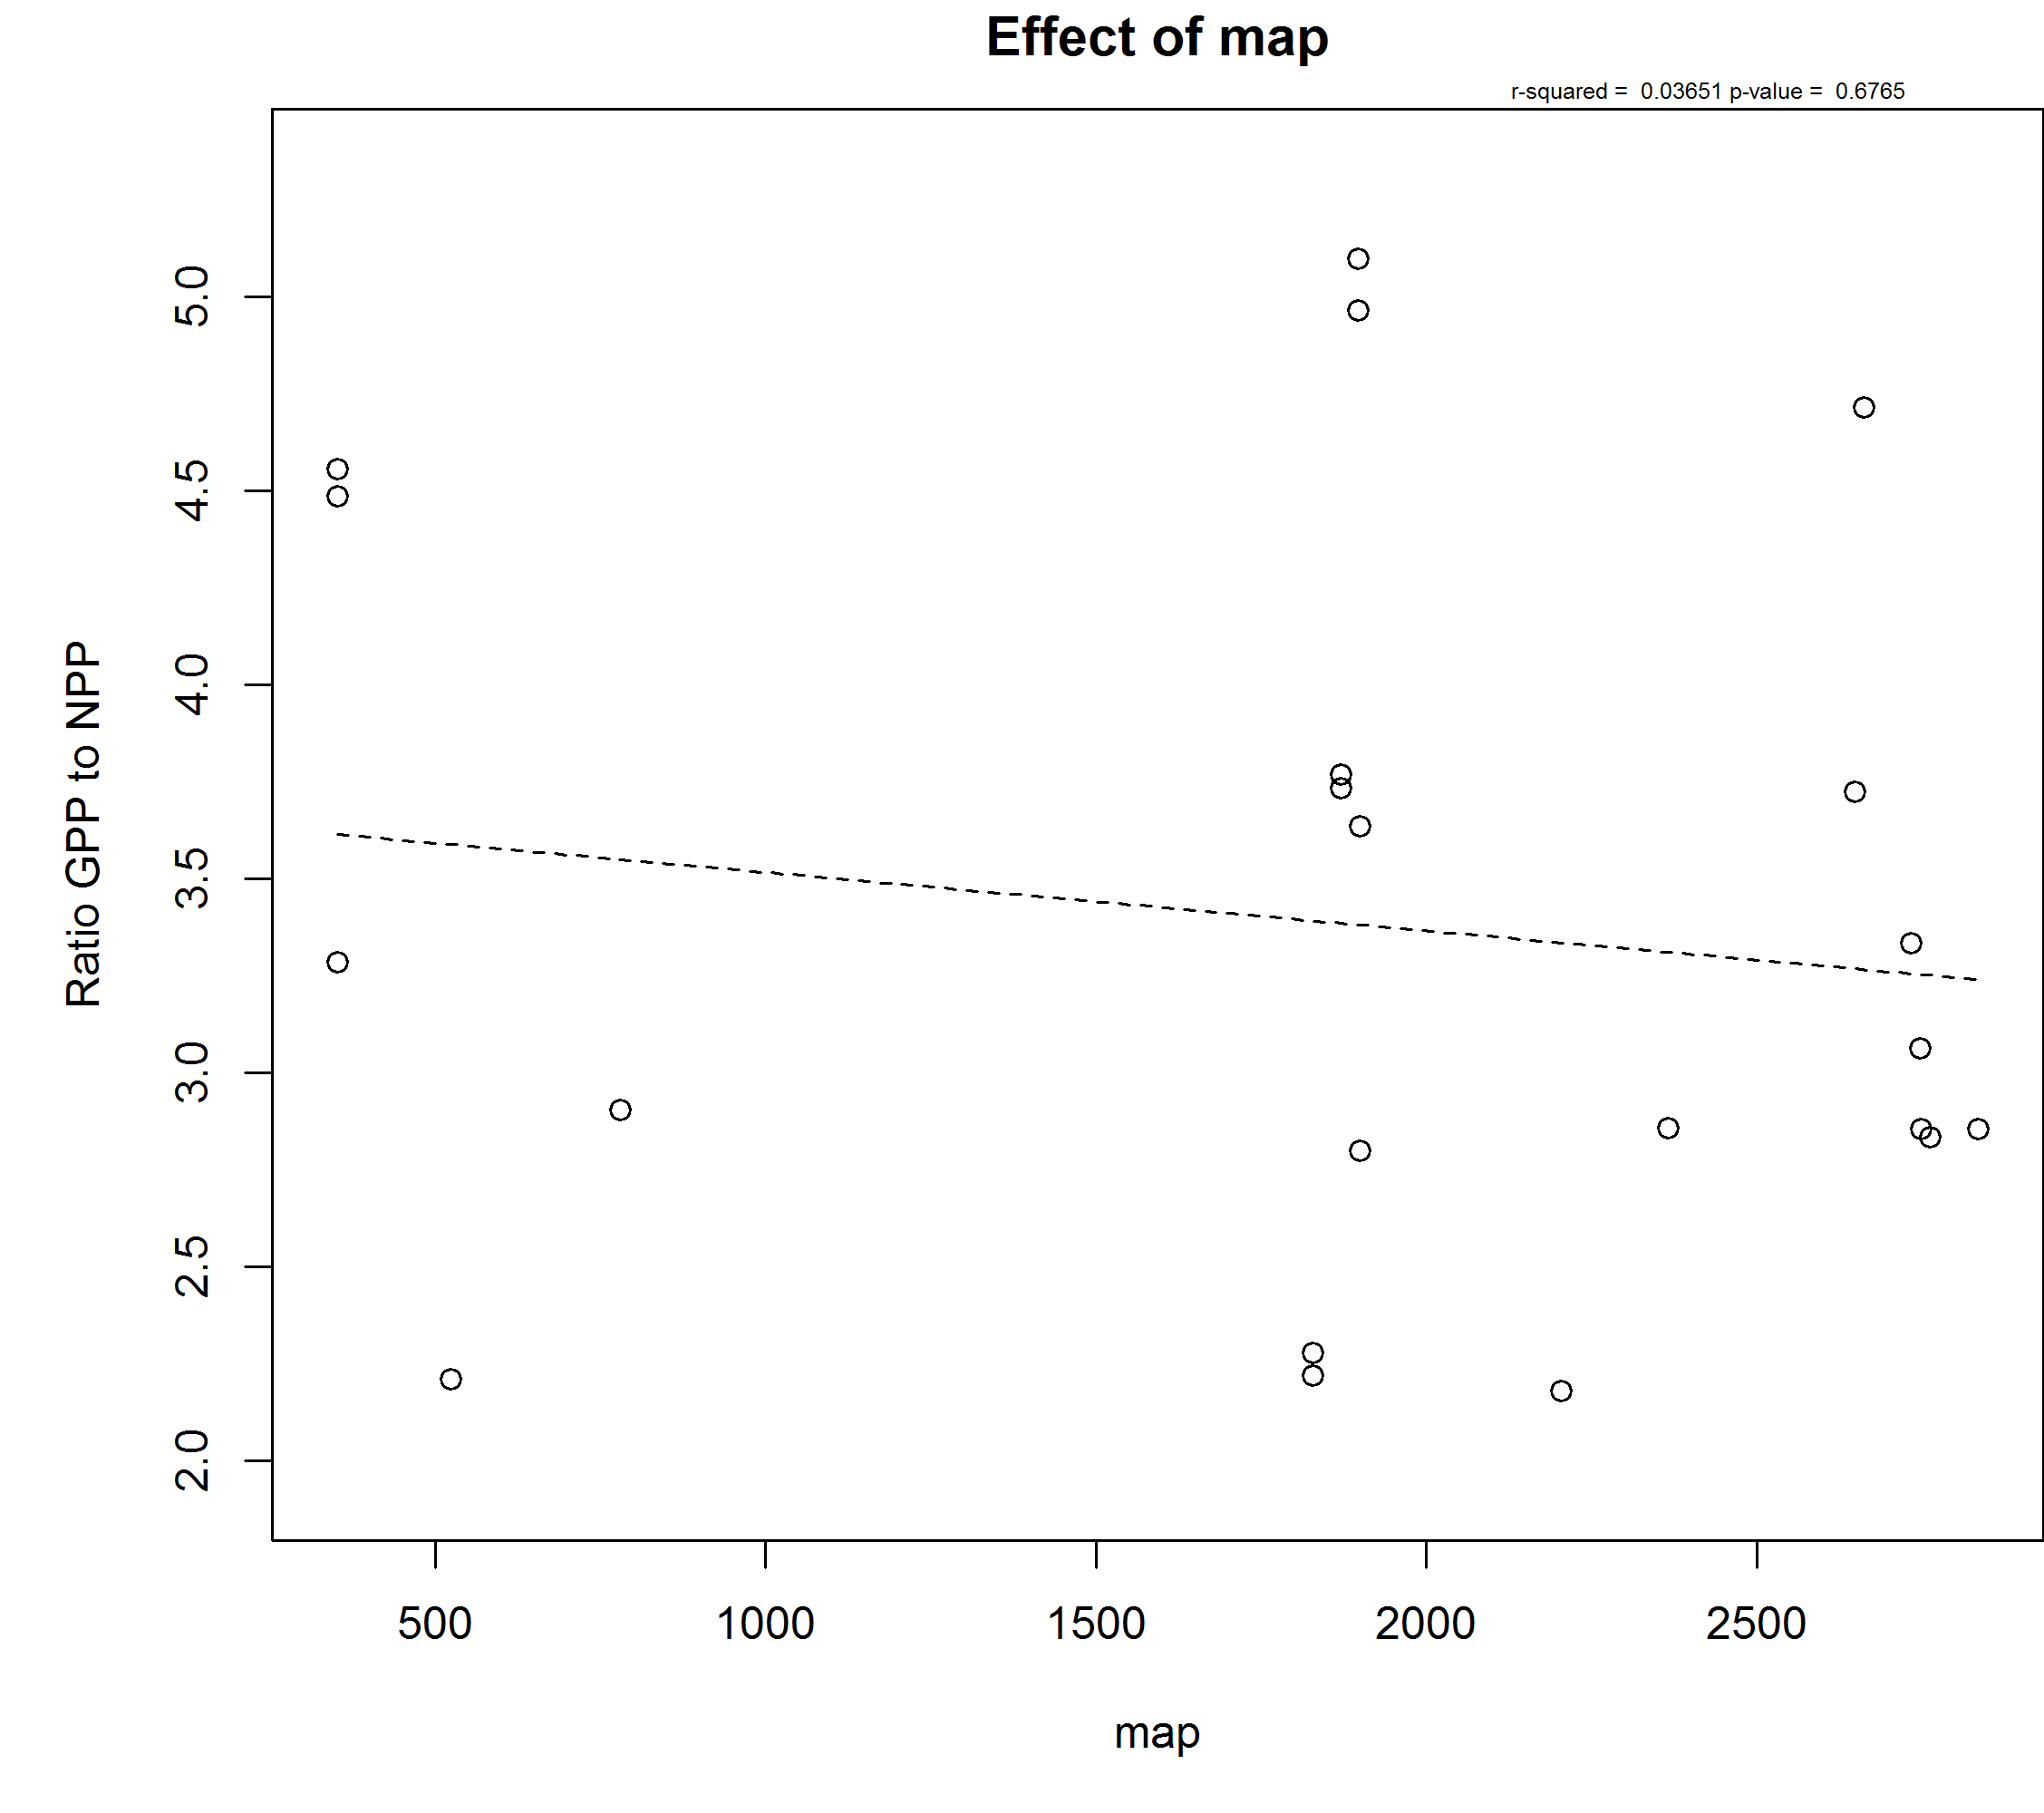 Effect of map
r-squared = 0.03651 p-value = 0.6765
Ratio GPP to NPP
5.0
4.5
4.0
3.5
3.0
2.5
2.0
500 1000 1500 2000 2500
map